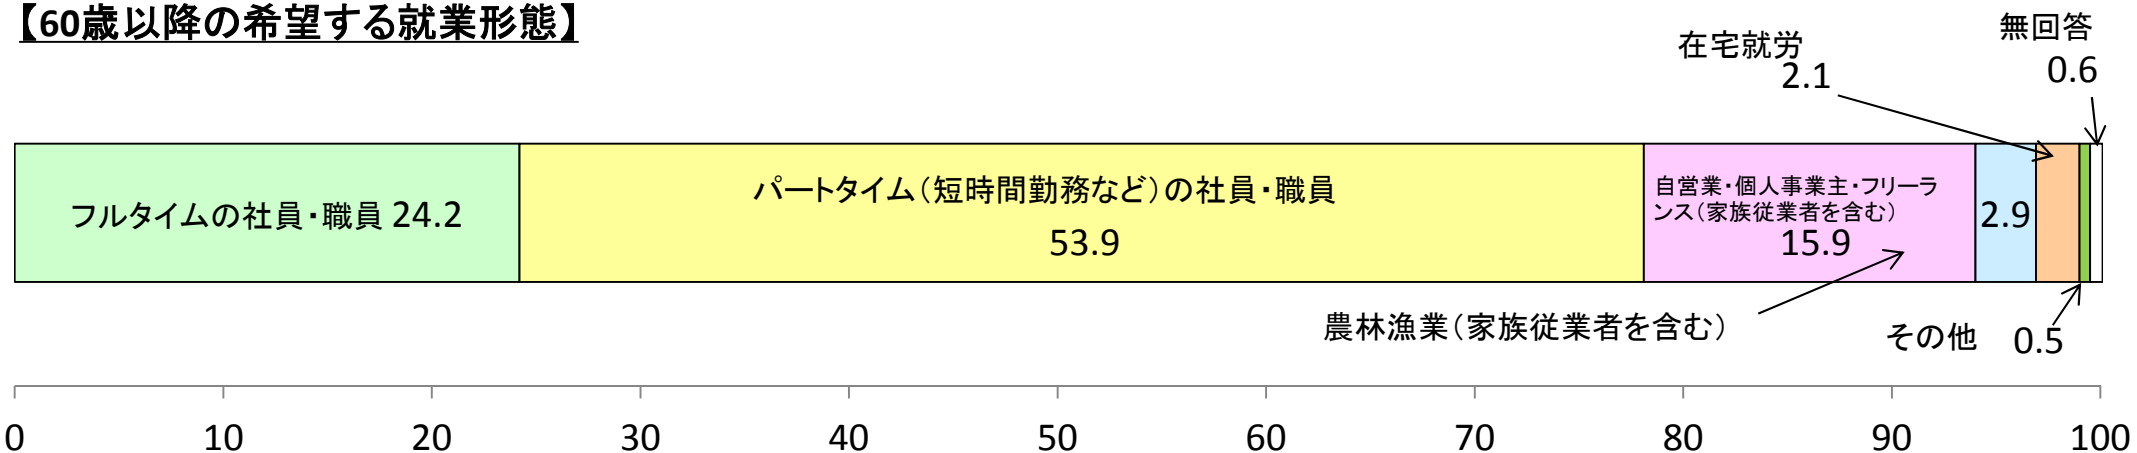 【60歳以降の希望する就業形態】
在宅就労
2.1
無回答
0.6
フルタイムの社員・職員 24.2
パートタイム（短時間勤務など）の社員・職員
53.9
自営業・個人事業主・フリーラ
ンス（家族従業者を含む）
15.9
2.9
農林漁業（家族従業者を含む）
その他 0.5
0 10 20 30 40 50 60 70 80 90 100